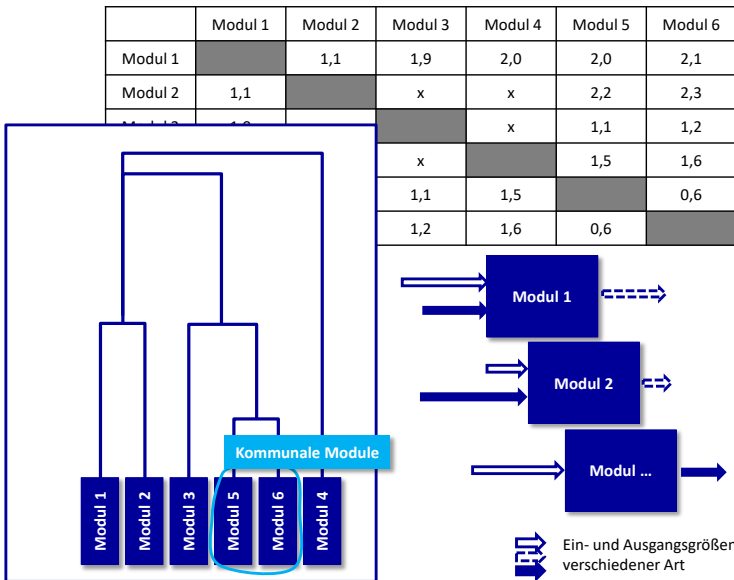 Modul 1 Modul 2 Modul 3 Modul 4 Modul 5 Modul 6
Modul 1 1,1 1,9 2,0 2,0 2,1
Modul 2 1,1 x x 2,2 2,3
x 1,1 1,2
x 1,5 1,6
1,1 1,5 0,6
1,2 1,6 0,6
Modul 1
Modul 2
Modul ...
Kommunale Module
Modul 1
Modul 2
Modul 3
Modul 5
Modul 6
Modul 4
Ein- und Ausgangsgrößen
verschiedener Art